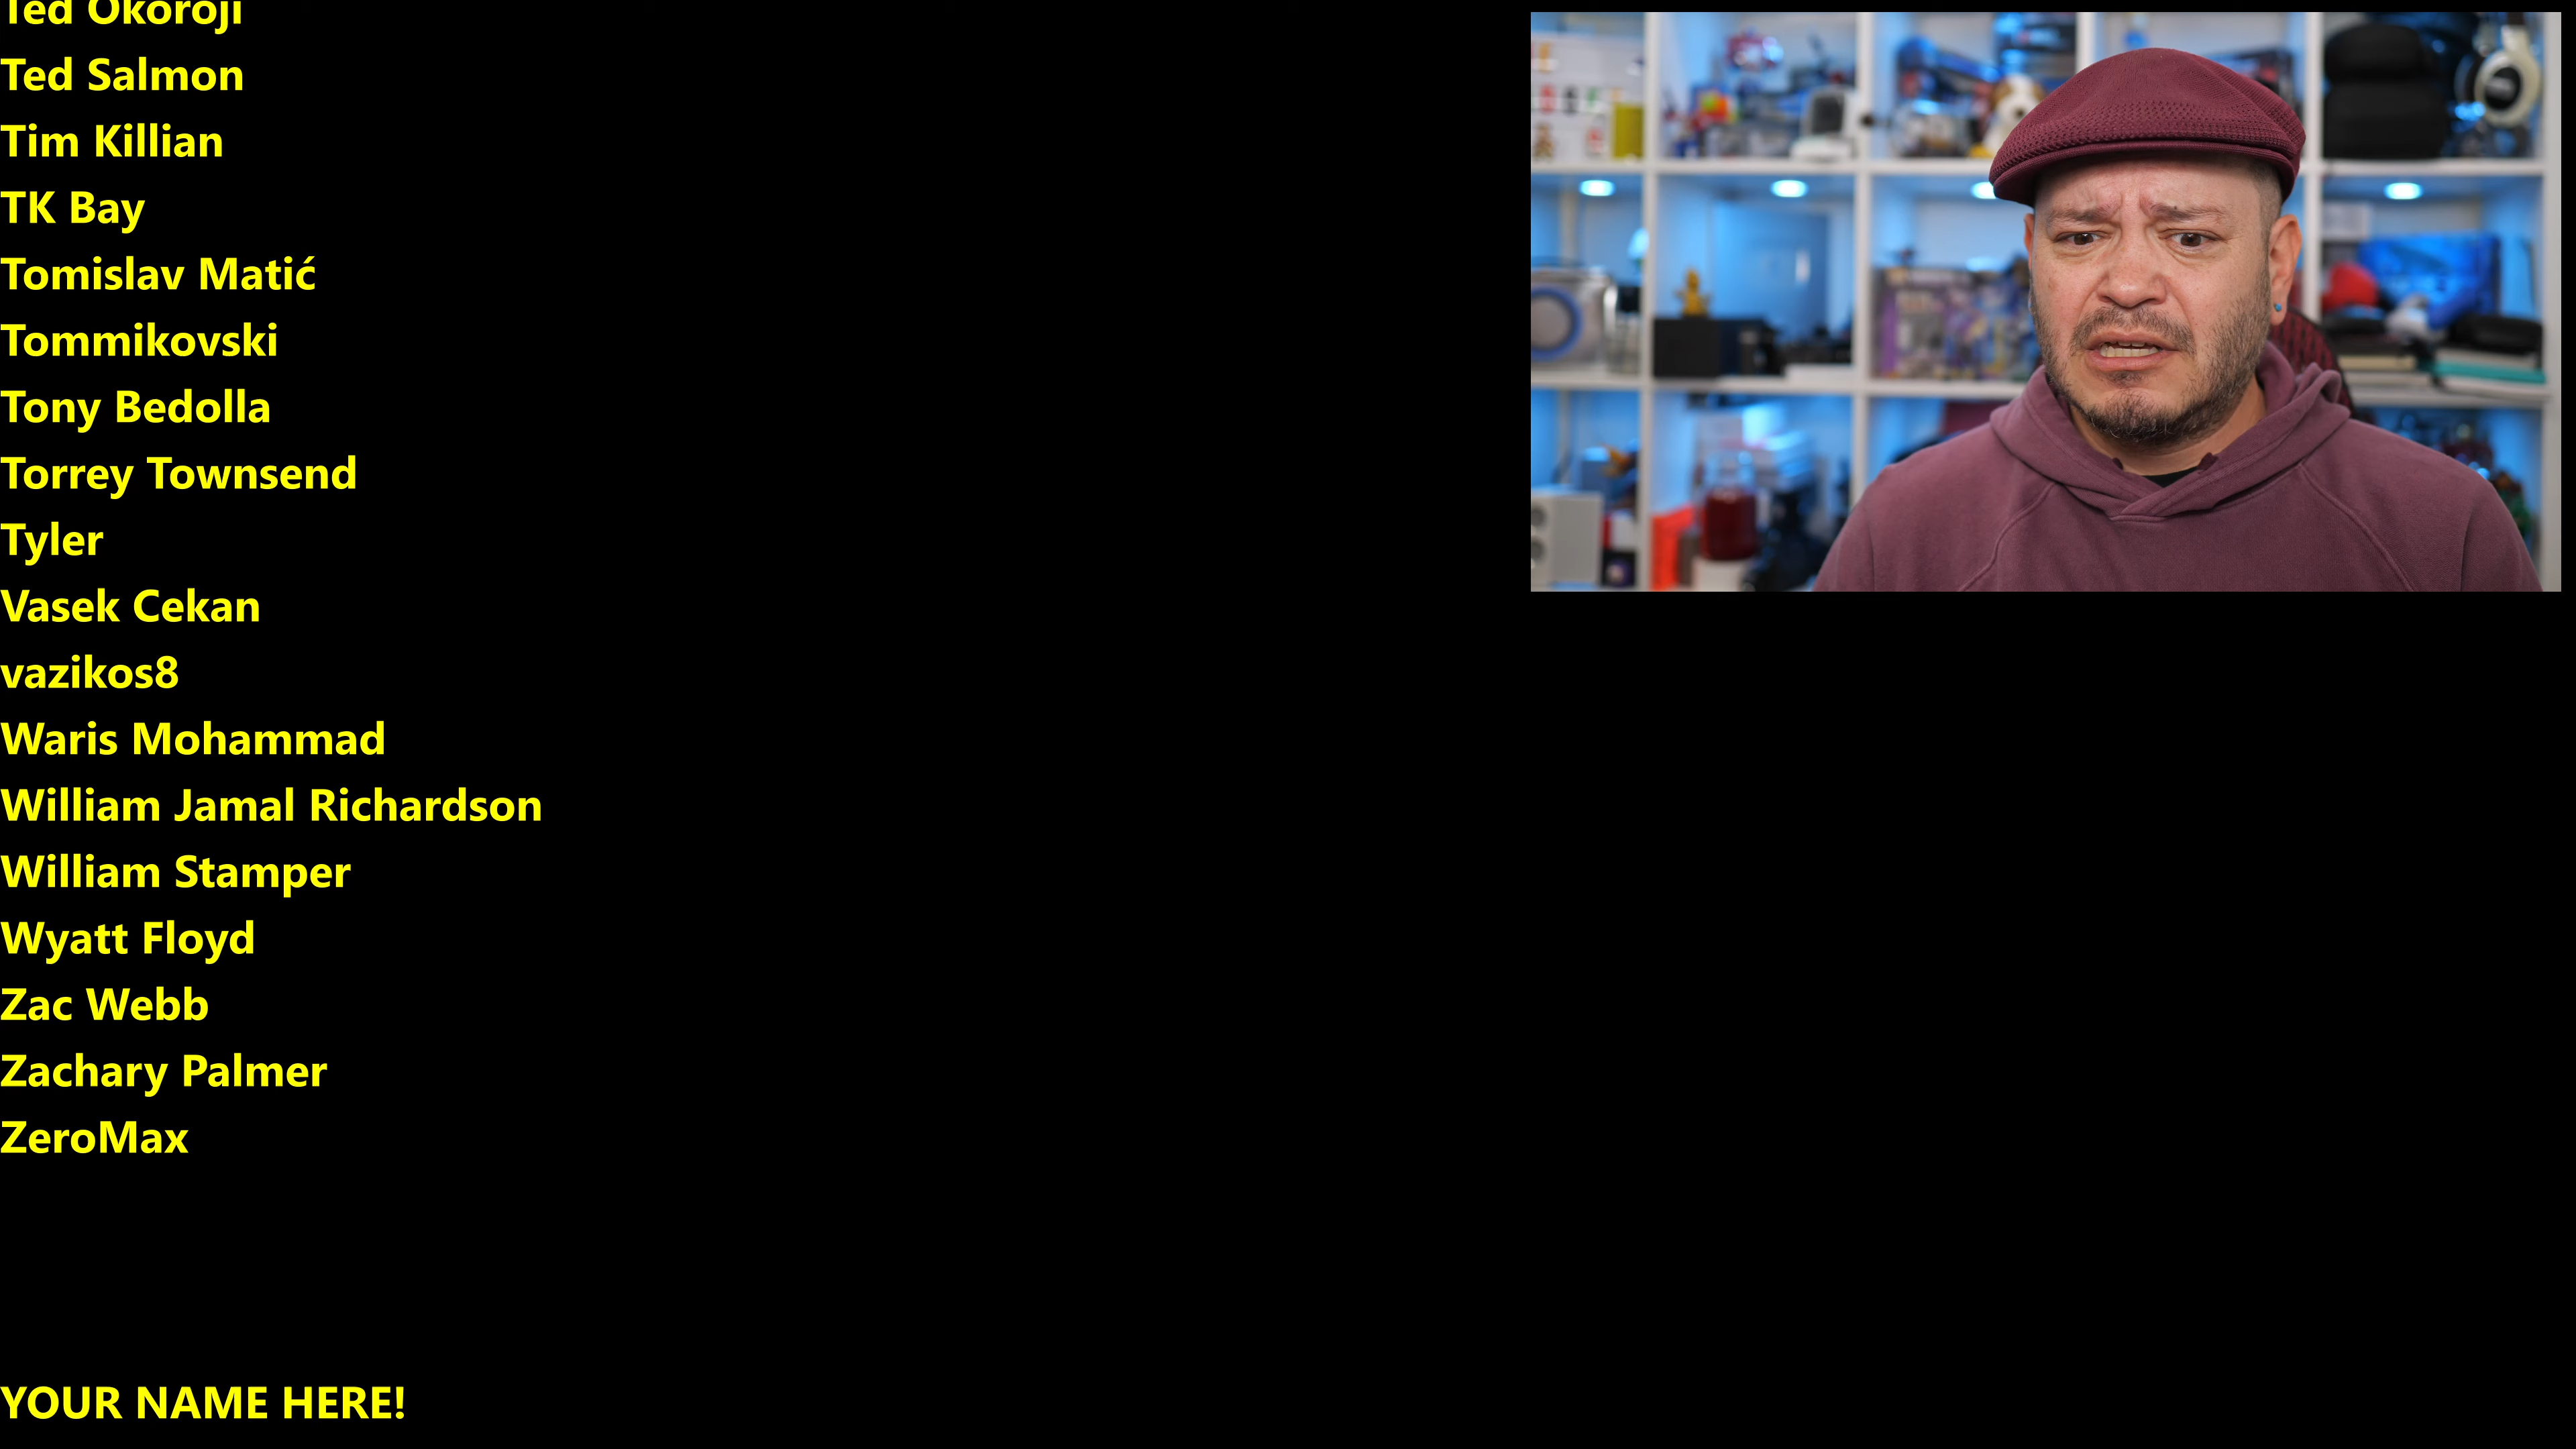 Ted Okoroji
Ted Salmon
Tim Killian
TK Bay
Tomislav Matić
Tommikovski
Tony Bedolla
Torrey Townsend
Tyler
Vasek Cekan
vazikos8
Waris Mohammad
William Jamal Richardson
William Stamper
Wyatt Floyd
Zac Webb
Zachary Palmer
ZeroMax
YOUR NAME HERE!